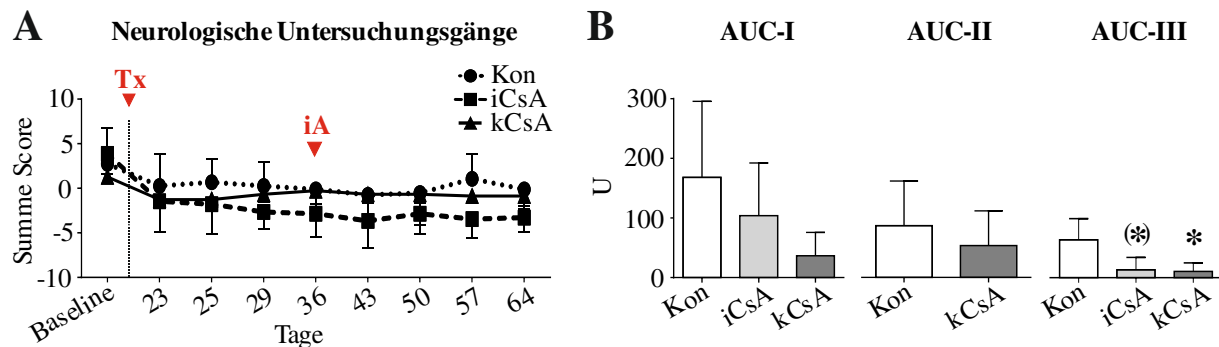 A Neurologische Untersuchungsgänge
Tx
Kon
iCsA
kCsA
iA
Summe Score
10
5
0
-5
-10
Baseline 23 25 29 36 43 50 57 64
Tage
B AUC-I AUC-II AUC-III
U
300
200
100
0
(*) *
Kon iCsA kCsA Kon kCsA Kon iCsA kCsA